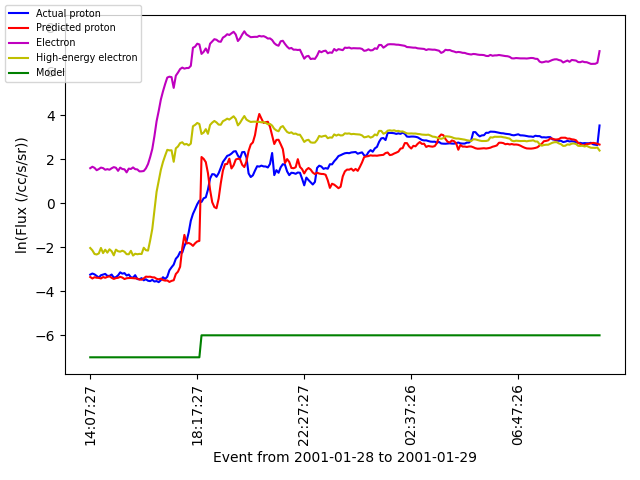 Actual proton
Predicted proton
Electron
High-energy electron
Model
ln(Flux (/cc/s/sr))
4
2
0
−2
−4
−6
14:07:27
18:17:27
22:27:27
02:37:26
06:47:26
Event from 2001-01-28 to 2001-01-29